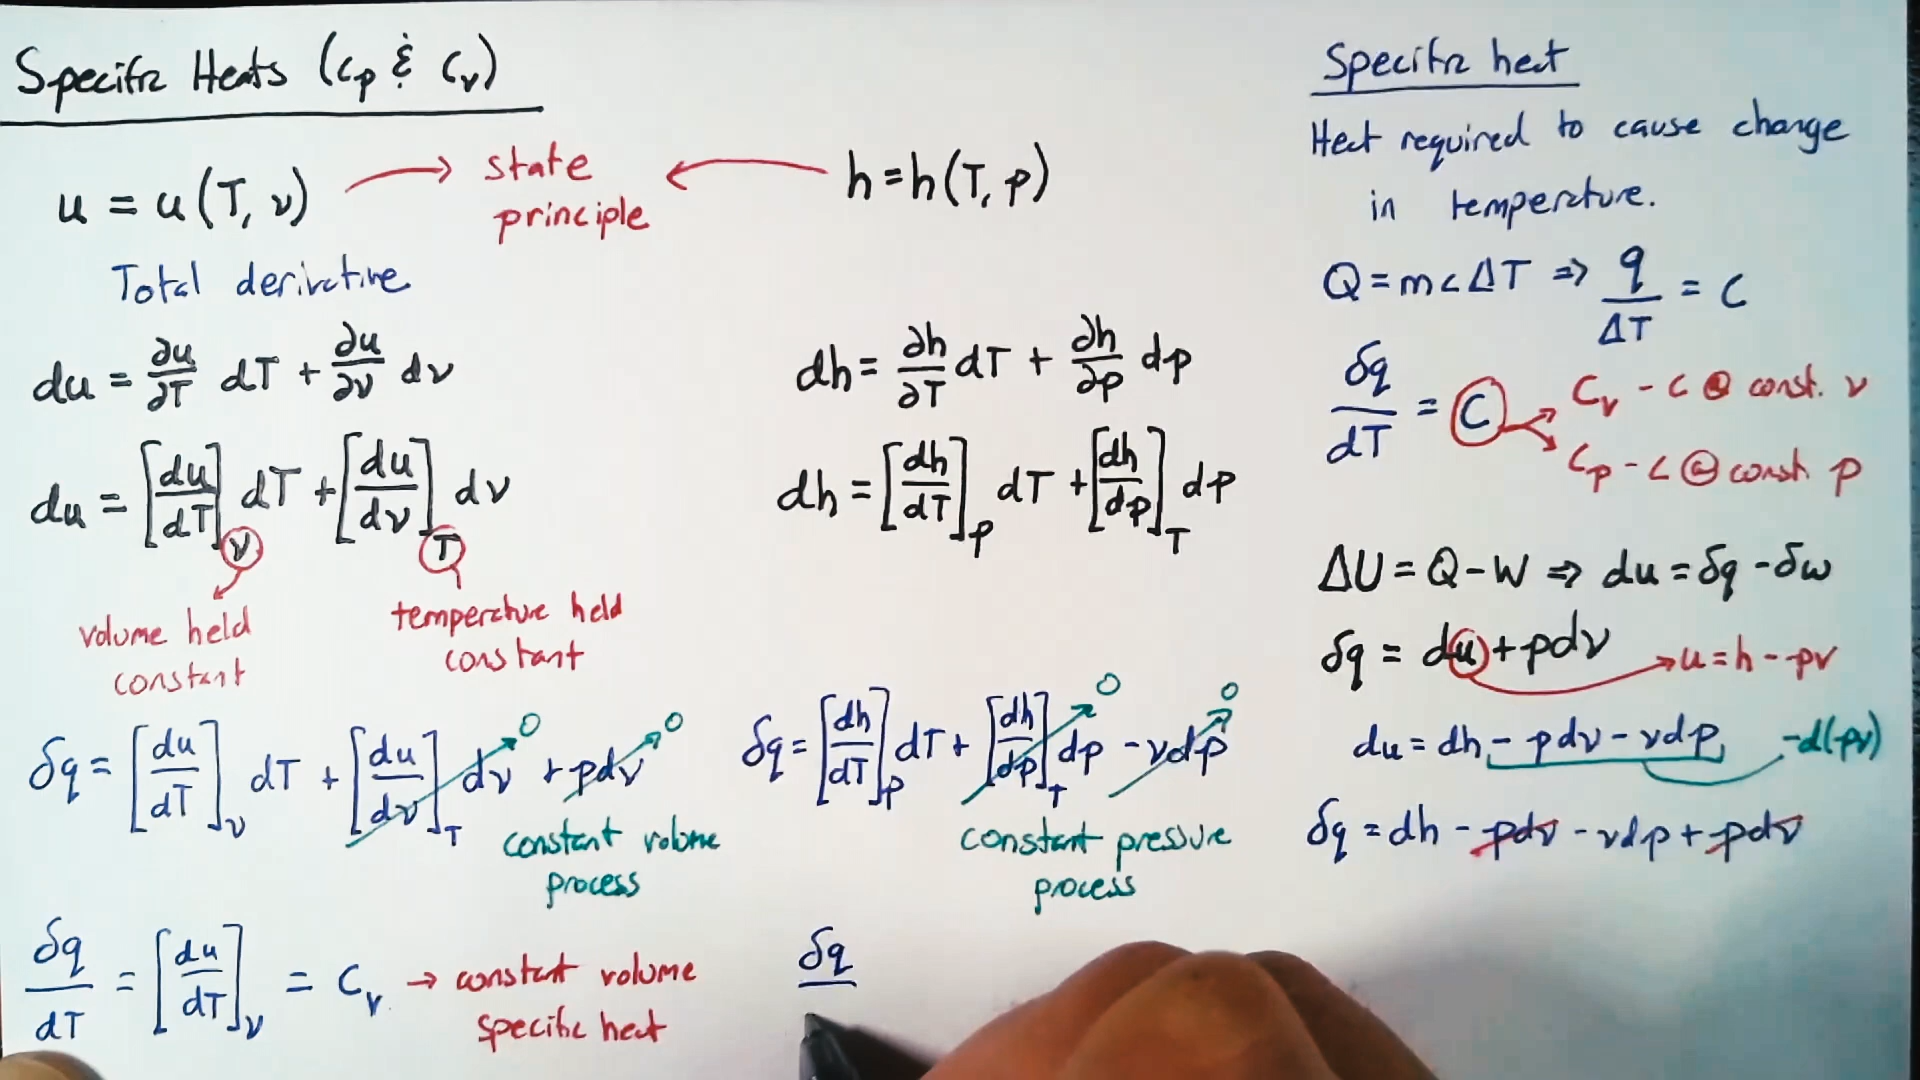 Specific Heats (Cp & Cv)
u = u(T, v) → state principle ← h = h(T, p)
Total derivative
du = ∂u/∂T dT + ∂u/∂v dv
du = [du/dT]v dT + [du/dv]T dv
volume held constant
temperature held constant
δq = [du/dT]v dT + [du/dv]T dv → 0 + pdv → 0
constant volume process
δq/dT = [du/dT]v = Cv → constant volume specific heat
dh = ∂h/∂T dT + ∂h/∂p dp
dh = [dh/dT]p dT + [dh/dp]T dp
δq = [dh/dT]p dT + [dh/dp]T dp → 0 - vdp → 0
constant pressure process
δq
Specific heat
Heat required to cause change
in temperature.
Q = mcΔT ⇒ q/ΔT = C
δq/dT = C
Cv - C @ const. v
Cp - C @ const. p
ΔU = Q - W ⇒ du = δq - δw
δq = du + pdv → u = h - pv
du = dh - pdv - vdp -d(pv)
δq = dh - pdv - vdp + pdv